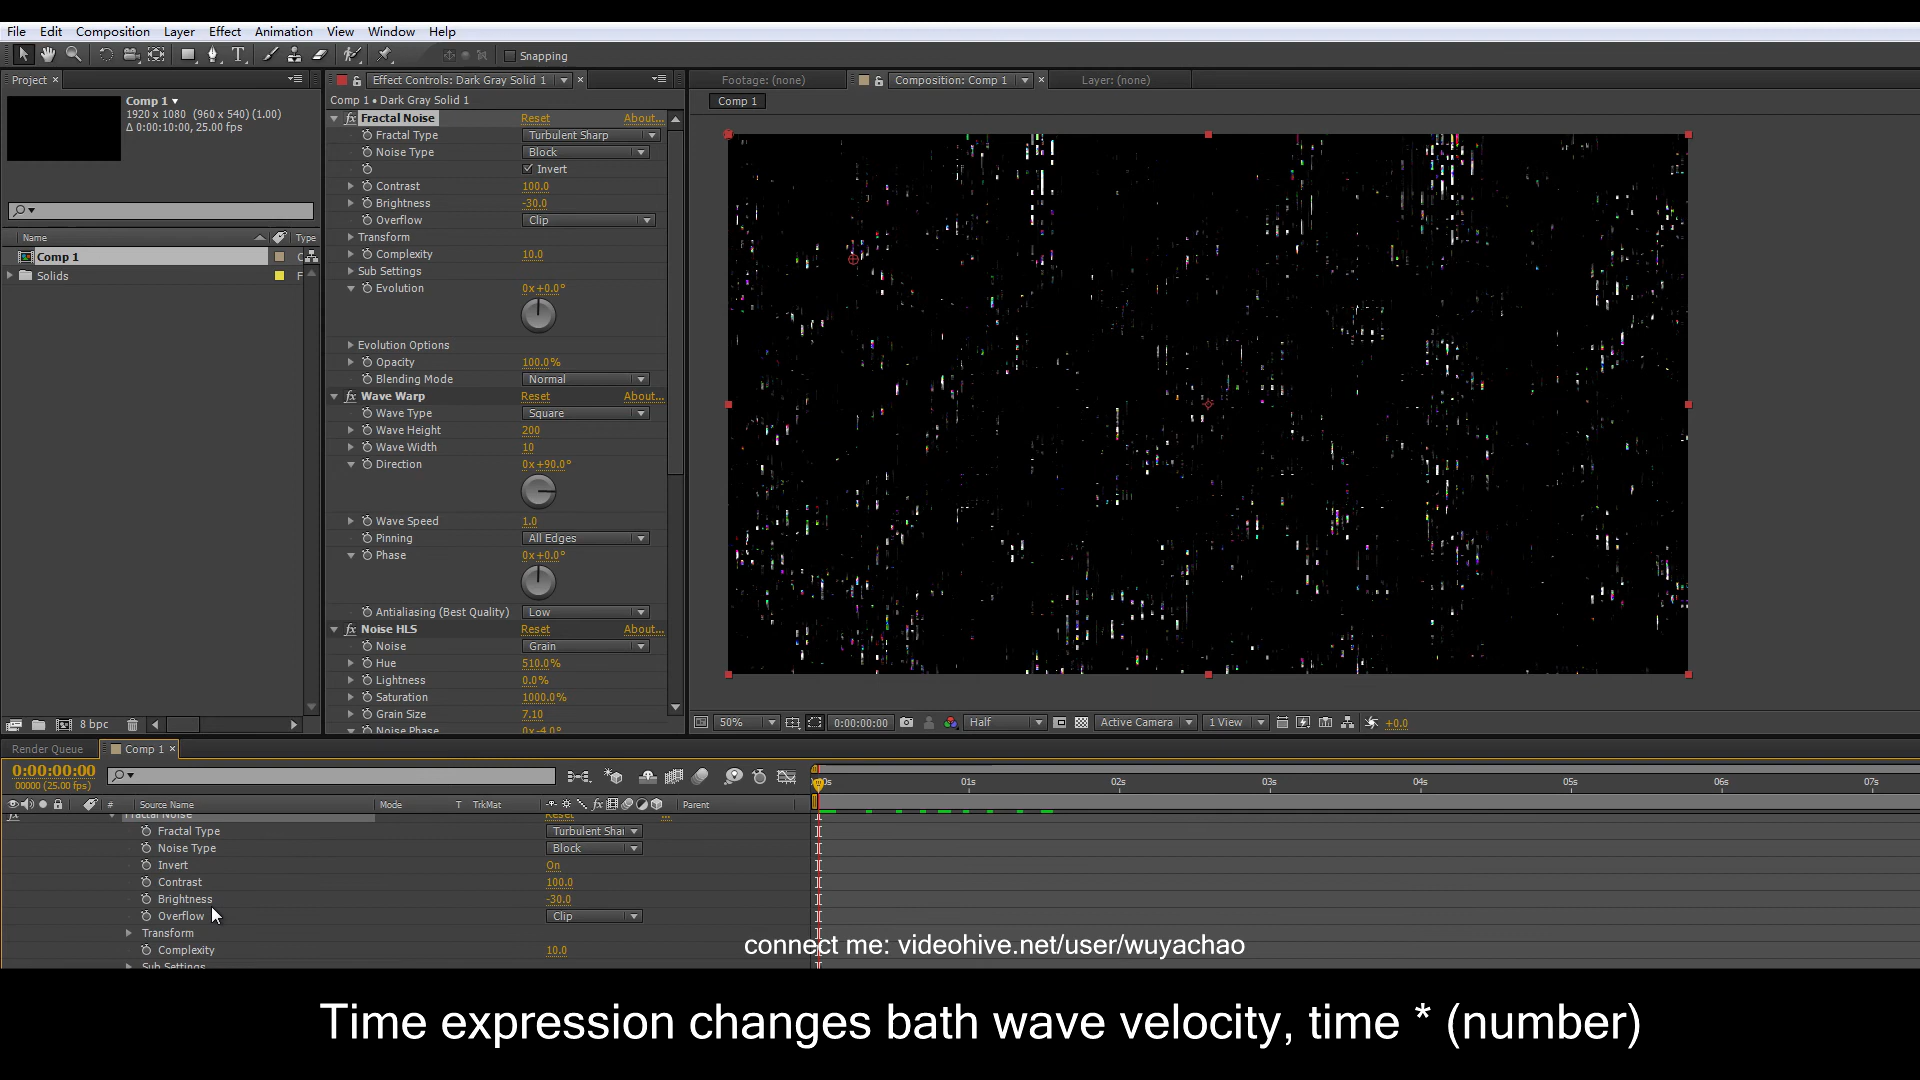 File Edit Composition Layer Effect Animation View Window Help
Snapping
Project ×
Effect Controls: Dark Gray Solid 1
Footage: (none)
Composition: Comp 1
Layer: (none)
Comp 1
1920 x 1080 (960 x 540) (1.00)
Δ 0:00:10:00, 25.00 fps
Name Type
Comp 1
Solids
8 bpc
Comp 1 • Dark Gray Solid 1
Fractal Noise Reset About...
Fractal Type Turbulent Sharp
Noise Type Block
Invert
Contrast 100.0
Brightness -30.0
Overflow Clip
Transform
Complexity 10.0
Sub Settings
Evolution 0x+0.0°
Evolution Options
Opacity 100.0%
Blending Mode Normal
Wave Warp Reset About...
Wave Type Square
Wave Height 200
Wave Width 10
Direction 0x+90.0°
Wave Speed 1.0
Pinning All Edges
Phase 0x+0.0°
Antialiasing (Best Quality) Low
Noise HLS Reset About...
Noise Grain
Hue 510.0%
Lightness 0.0%
Saturation 1000.0%
Grain Size 7.10
Noise Phase 0x-4.0°
Comp 1
50% 0:00:00:00 Half Active Camera 1 View +0.0
Render Queue Comp 1 ×
0:00:00:00
00000 (25.00 fps)
# Source Name Mode T TrkMat Parent
01s 02s 03s 04s 05s 06s 07s
Fractal Noise Reset ...
Fractal Type Turbulent Shar
Noise Type Block
Invert On
Contrast 100.0
Brightness -30.0
Overflow Clip
Transform
Complexity 10.0
Sub Settings
connect me: videohive.net/user/wuyachao
Time expression changes bath wave velocity, time * (number)